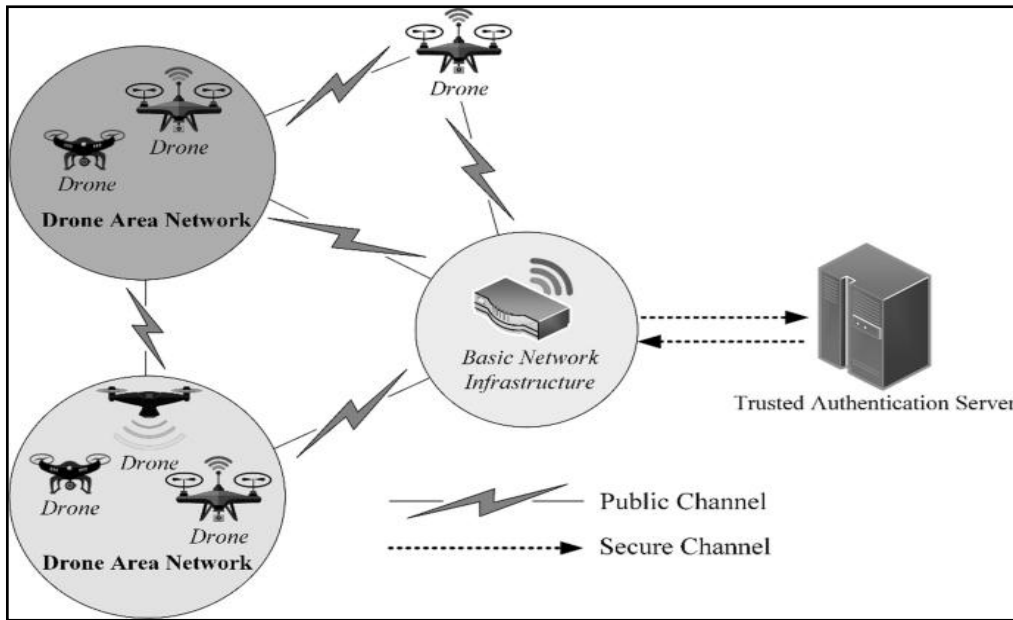 Drone
Drone
Drone
Drone Area Network
Basic Network
Infrastructure
Trusted Authentication Server
Drone
Drone
Drone
Drone Area Network
Public Channel
Secure Channel